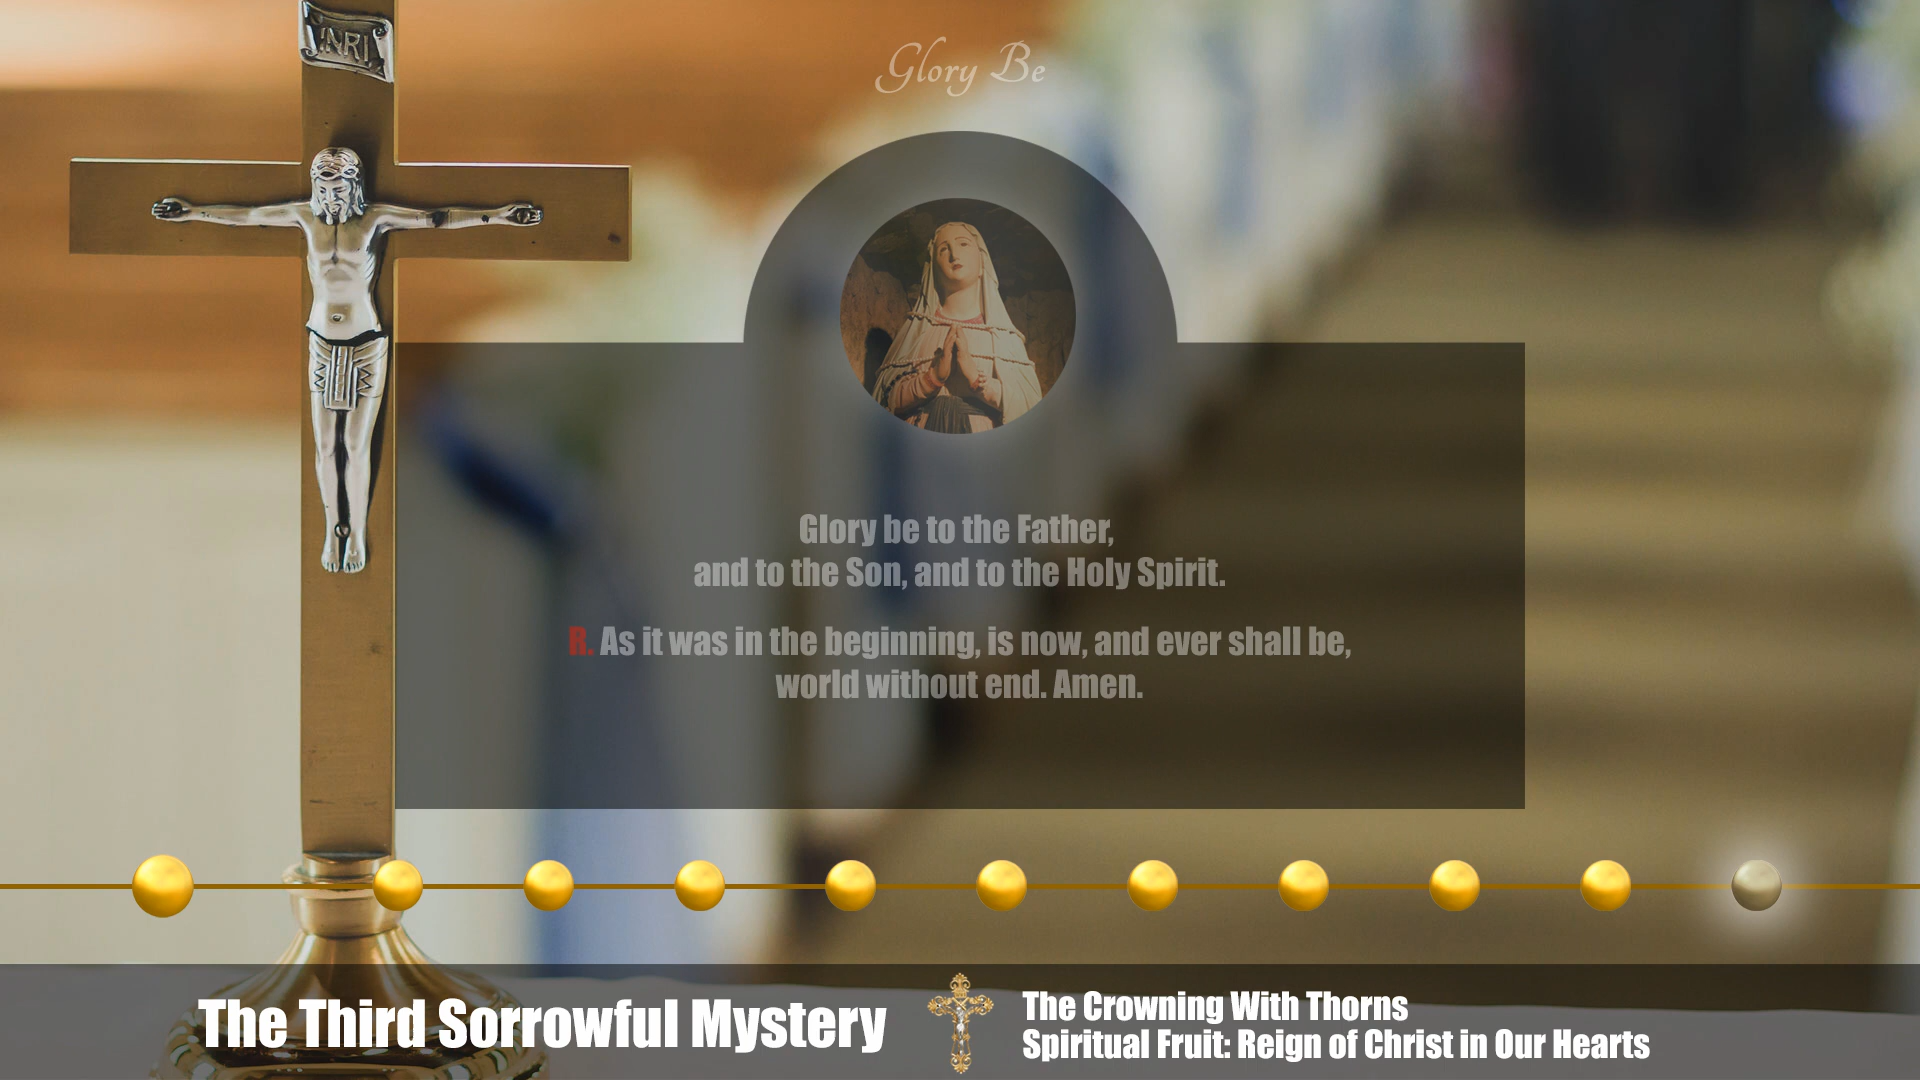 INRI
Glory Be
Glory be to the Father,
and to the Son, and to the Holy Spirit.
R. As it was in the beginning, is now, and ever shall be,
world without end. Amen.
The Third Sorrowful Mystery
The Crowning With Thorns
Spiritual Fruit: Reign of Christ in Our Hearts